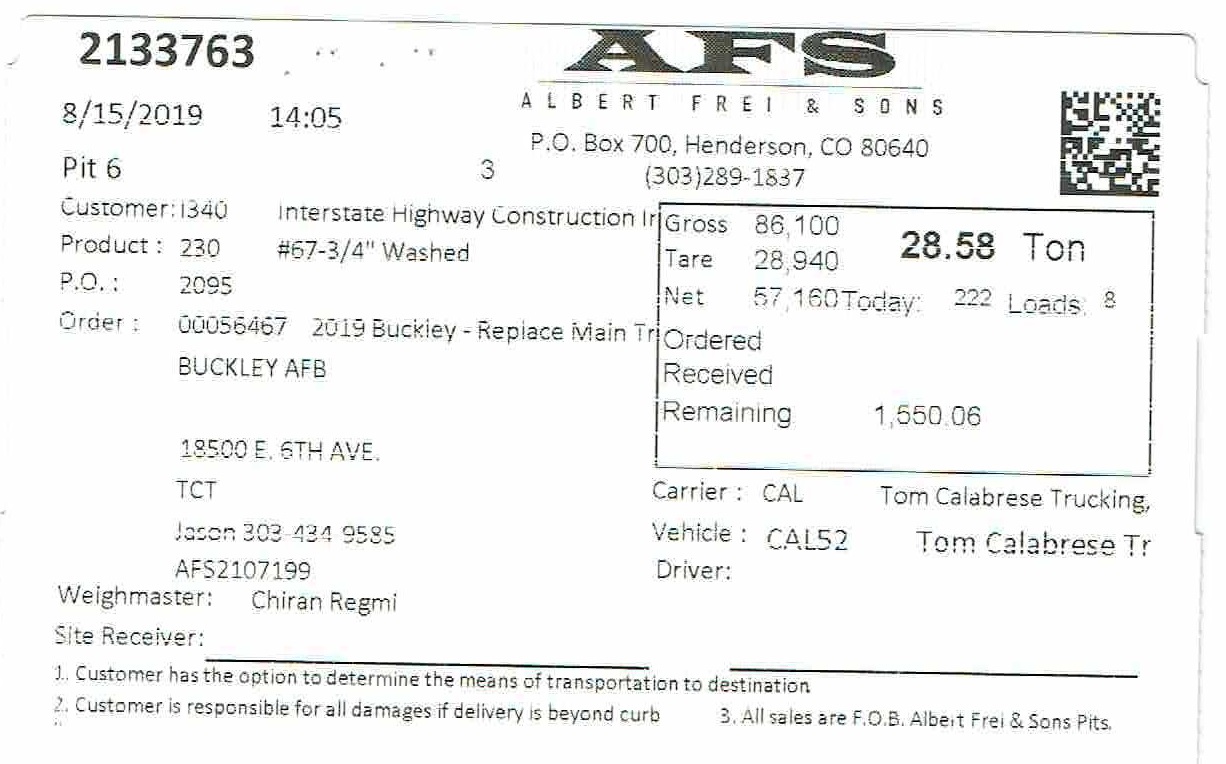 2133763
AFS
ALBERT FREI & SONS
8/15/2019 14:05
P.O. Box 700, Henderson, CO 80640
Pit 6 3 (303)289-1837
Customer: I340 Interstate Highway Construction Ir
Gross 86,100 28.58 Ton
Product : 230 #67-3/4" Washed
Tare 28,940
P.O. : 2095
Net 57,160 Today: 222 Loads: 8
Order : 00056467 2019 Buckley - Replace Main Tr
Ordered
BUCKLEY AFB
Received
Remaining 1,550.06
18500 E. 6TH AVE.
TCT
Carrier : CAL Tom Calabrese Trucking,
Jason 303-434-9585
Vehicle : CAL52 Tom Calabrese Tr
AFS2107199
Driver:
Weighmaster: Chiran Regmi
Site Receiver:
1. Customer has the option to determine the means of transportation to destination
2. Customer is responsible for all damages if delivery is beyond curb 3. All sales are F.O.B. Albert Frei & Sons Pits.